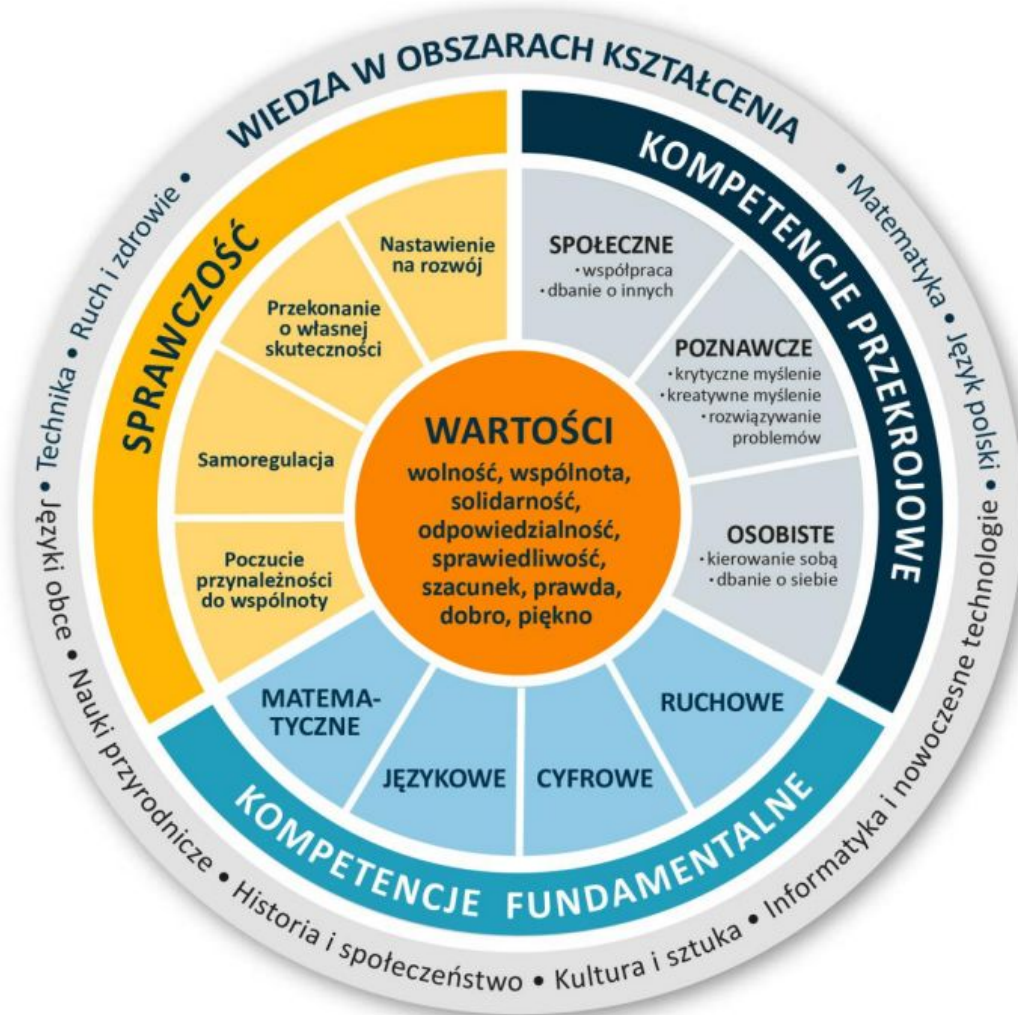 WIEDZA W OBSZARACH KSZTAŁCENIA
• Matematyka • Język polski • Informatyka i nowoczesne technologie • Kultura i sztuka • Historia i społeczeństwo • Nauki przyrodnicze • Języki obce • Technika • Ruch i zdrowie •
SPRAWCZOŚĆ
Nastawienie
na rozwój
Przekonanie
o własnej
skuteczności
Samoregulacja
Poczucie
przynależności
do wspólnoty
KOMPETENCJE PRZEKROJOWE
SPOŁECZNE
• współpraca
• dbanie o innych
POZNAWCZE
• krytyczne myślenie
• kreatywne myślenie
• rozwiązywanie
problemów
OSOBISTE
• kierowanie sobą
• dbanie o siebie
WARTOŚCI
wolność, wspólnota,
solidarność,
odpowiedzialność,
sprawiedliwość,
szacunek, prawda,
dobro, piękno
MATEMA-
TYCZNE
JĘZYKOWE
CYFROWE
RUCHOWE
KOMPETENCJE FUNDAMENTALNE